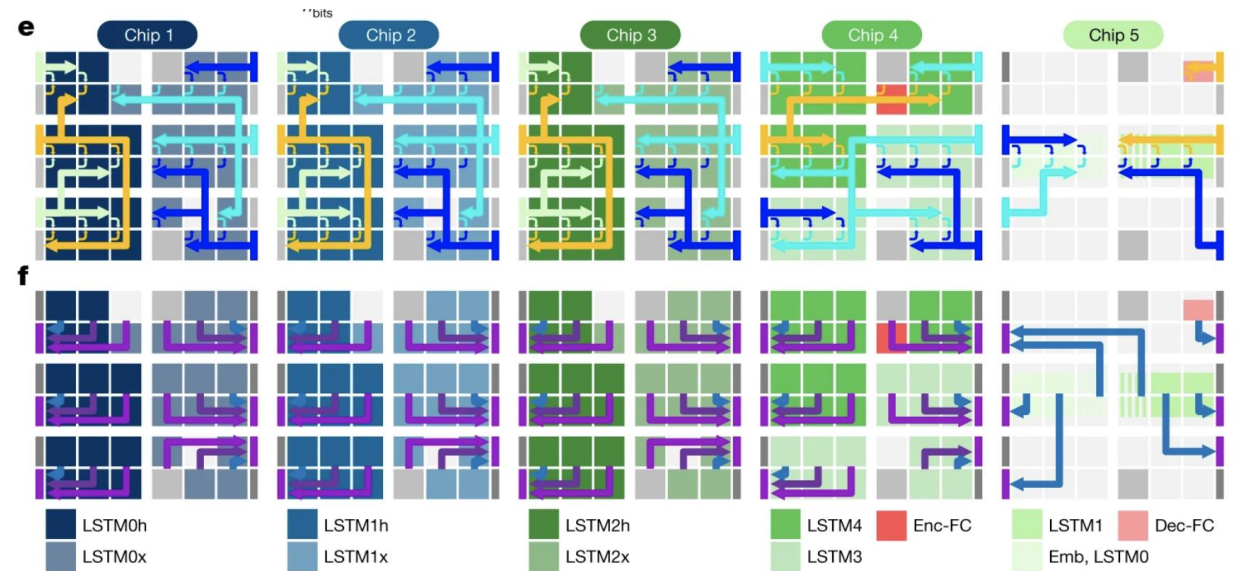 bits
e
Chip 1 Chip 2 Chip 3 Chip 4 Chip 5
f
LSTM0h LSTM1h LSTM2h LSTM4 Enc-FC LSTM1 Dec-FC
LSTM0x LSTM1x LSTM2x LSTM3 Emb, LSTM0